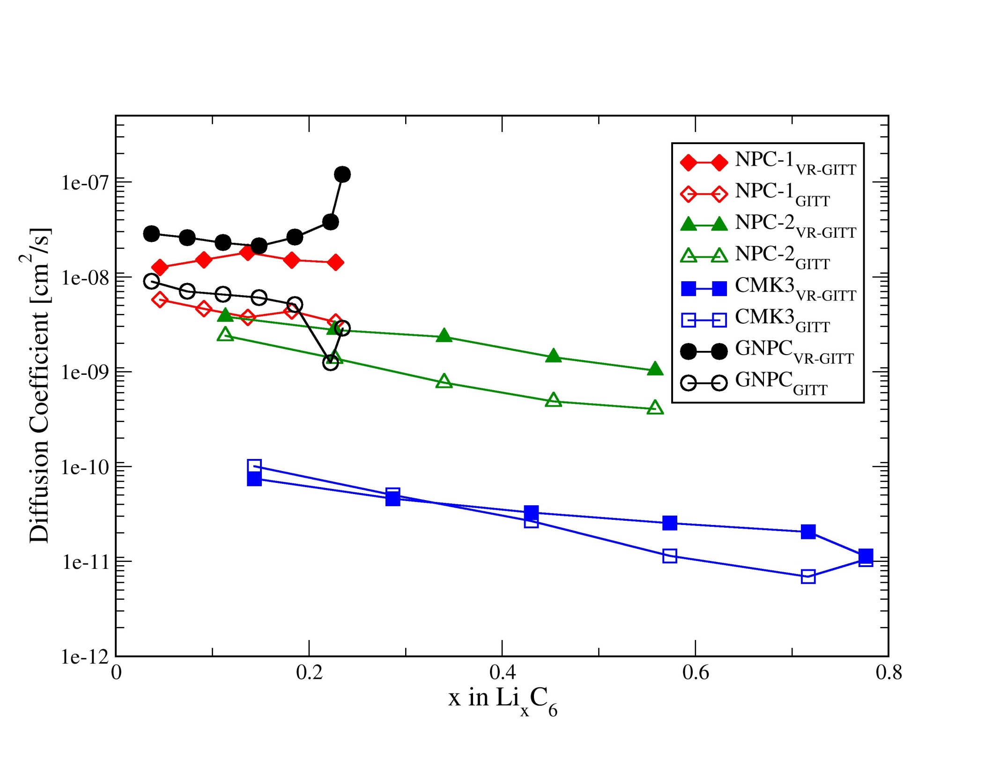 Diffusion Coefficient [cm²/s]
1e-07
1e-08
1e-09
1e-10
1e-11
1e-12
NPC-1VR-GITT
NPC-1GITT
NPC-2VR-GITT
NPC-2GITT
CMK3VR-GITT
CMK3GITT
GNPCVR-GITT
GNPCGITT
0 0.2 0.4 0.6 0.8
x in LiₓC₆